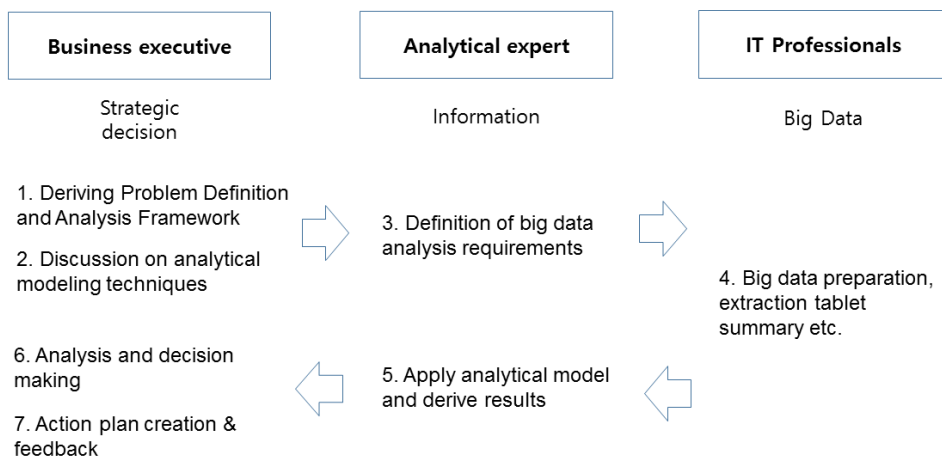 Business executive
Analytical expert
IT Professionals
Strategic
decision
Information
Big Data
1. Deriving Problem Definition
and Analysis Framework
2. Discussion on analytical
modeling techniques
3. Definition of big data
analysis requirements
4. Big data preparation,
extraction tablet
summary etc.
5. Apply analytical model
and derive results
6. Analysis and decision
making
7. Action plan creation &
feedback